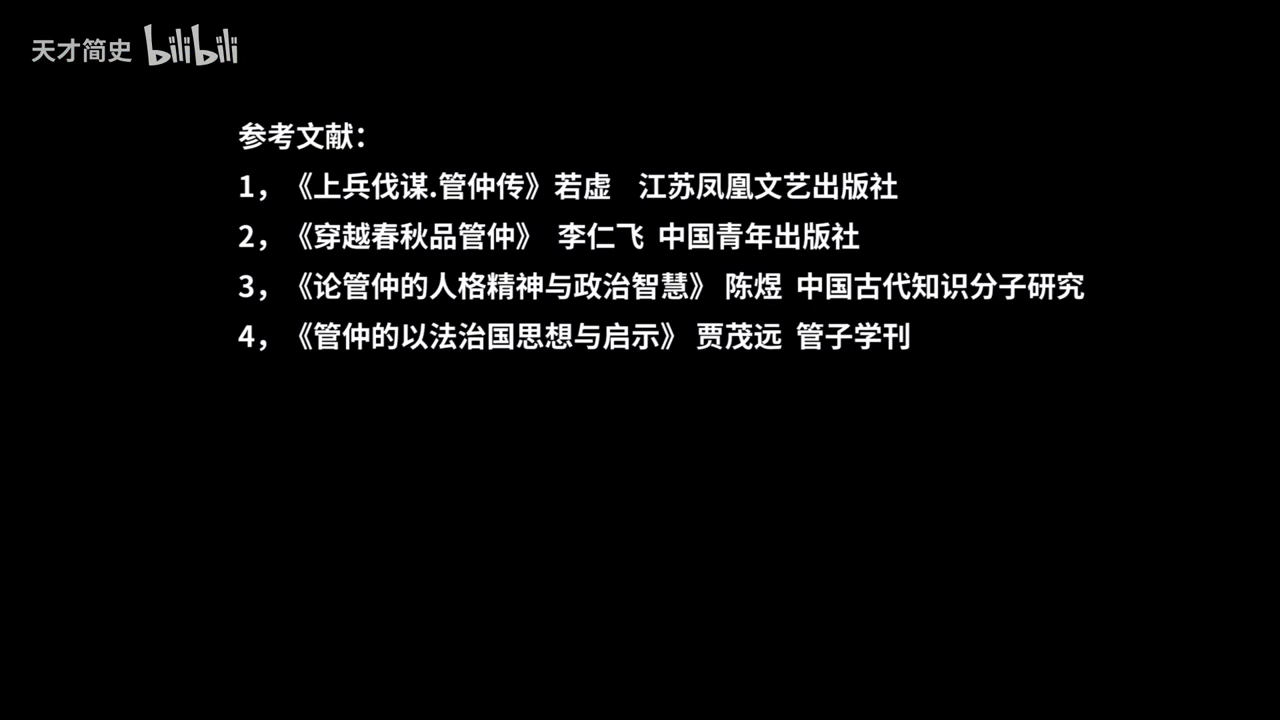 天才简史 bilibili
参考文献：
1，《上兵伐谋.管仲传》若虚 江苏凤凰文艺出版社
2，《穿越春秋品管仲》 李仁飞 中国青年出版社
3，《论管仲的人格精神与政治智慧》 陈煜 中国古代知识分子研究
4，《管仲的以法治国思想与启示》 贾茂远 管子学刊